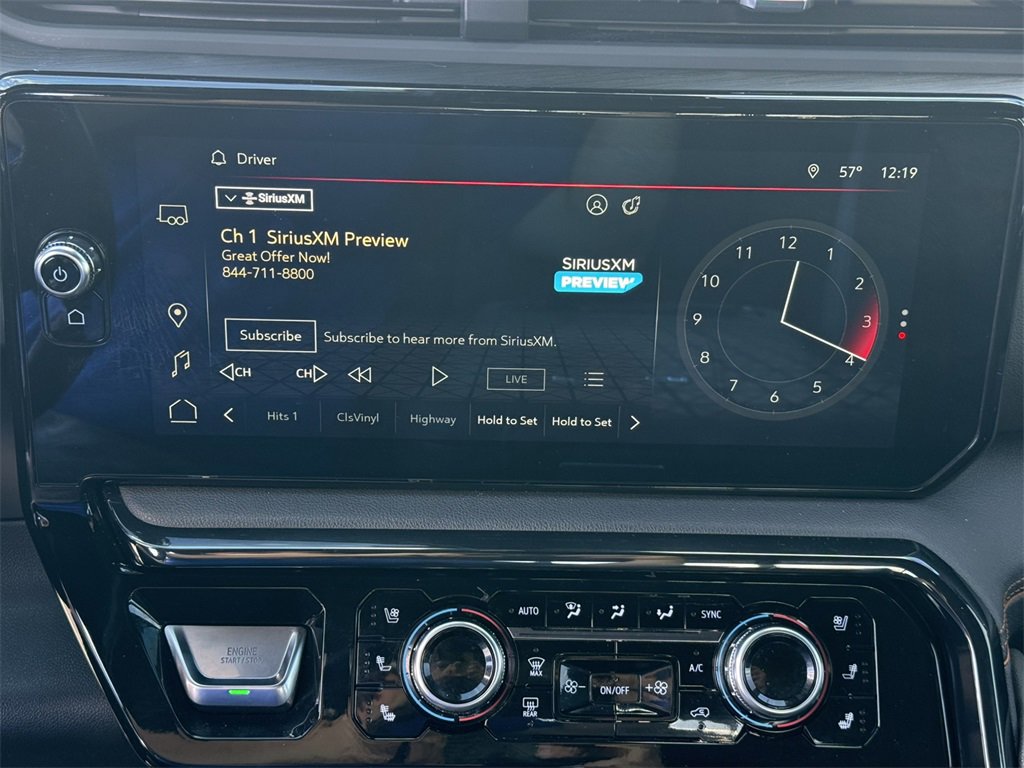 Driver
57° 12:19
SiriusXM
Ch 1 SiriusXM Preview
Great Offer Now!
844-711-8800
SIRIUSXM
PREVIEW
Subscribe
Subscribe to hear more from SiriusXM.
CH
CH
LIVE
Hits 1
ClsVinyl
Highway
Hold to Set
Hold to Set
12
1
2
3
4
5
6
7
8
9
10
11
ENGINE
START/STOP
AUTO
SYNC
MAX
A/C
ON/OFF
REAR